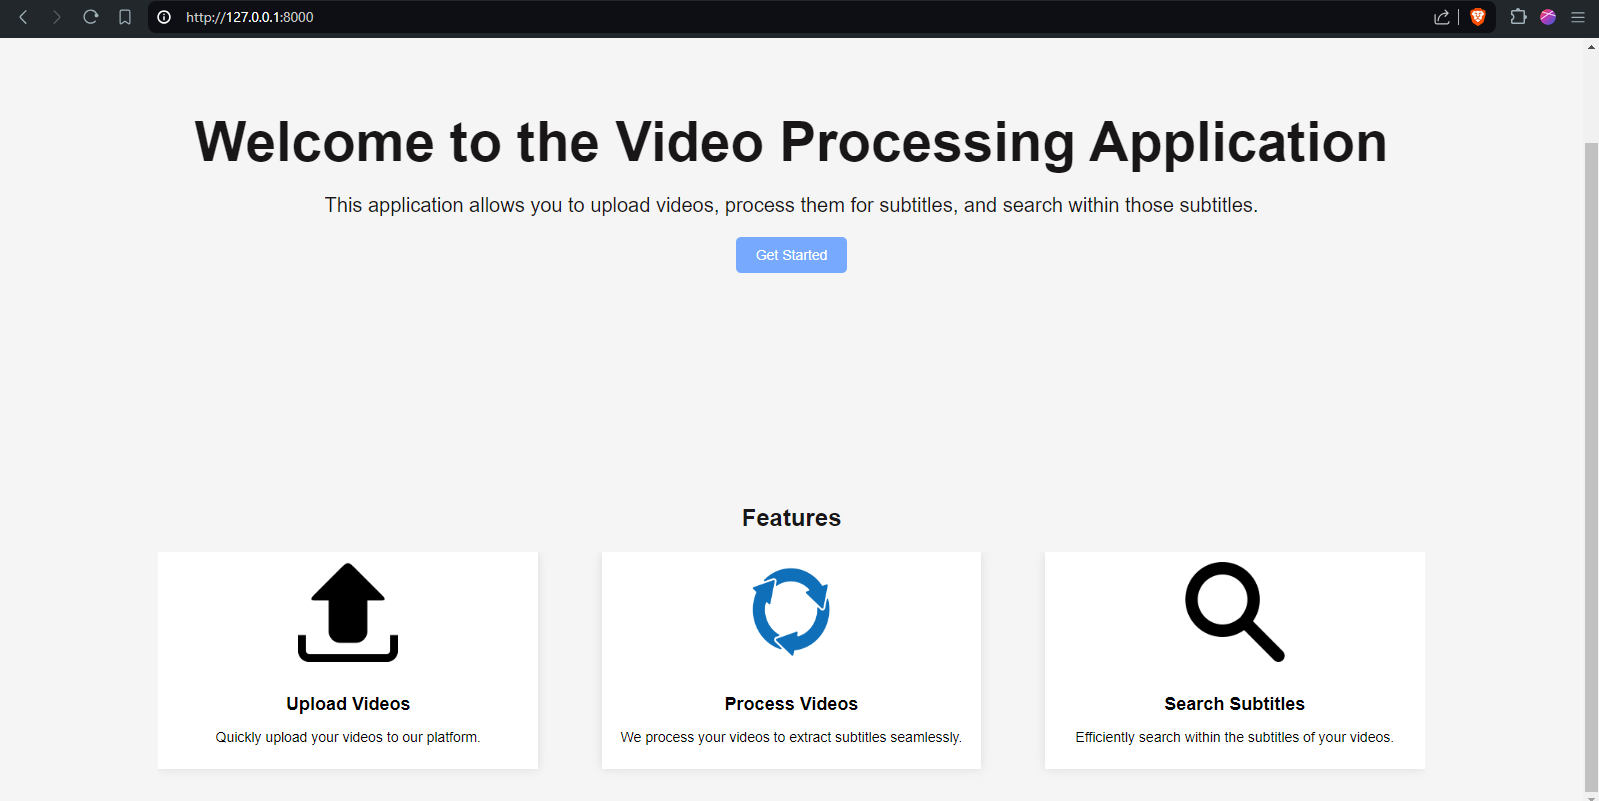 http://127.0.0.1:8000
Welcome to the Video Processing Application
This application allows you to upload videos, process them for subtitles, and search within those subtitles.
Get Started
Features
Upload Videos
Quickly upload your videos to our platform.
Process Videos
We process your videos to extract subtitles seamlessly.
Search Subtitles
Efficiently search within the subtitles of your videos.